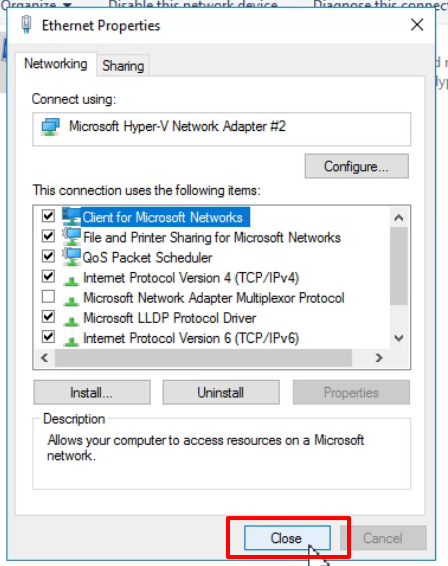 Organize Disable this network device Diagnose this connec
Ethernet Properties
Networking Sharing
Connect using:
Microsoft Hyper-V Network Adapter #2
Configure...
This connection uses the following items:
Client for Microsoft Networks
File and Printer Sharing for Microsoft Networks
QoS Packet Scheduler
Internet Protocol Version 4 (TCP/IPv4)
Microsoft Network Adapter Multiplexor Protocol
Microsoft LLDP Protocol Driver
Internet Protocol Version 6 (TCP/IPv6)
Install... Uninstall Properties
Description
Allows your computer to access resources on a Microsoft
network.
Close Cancel